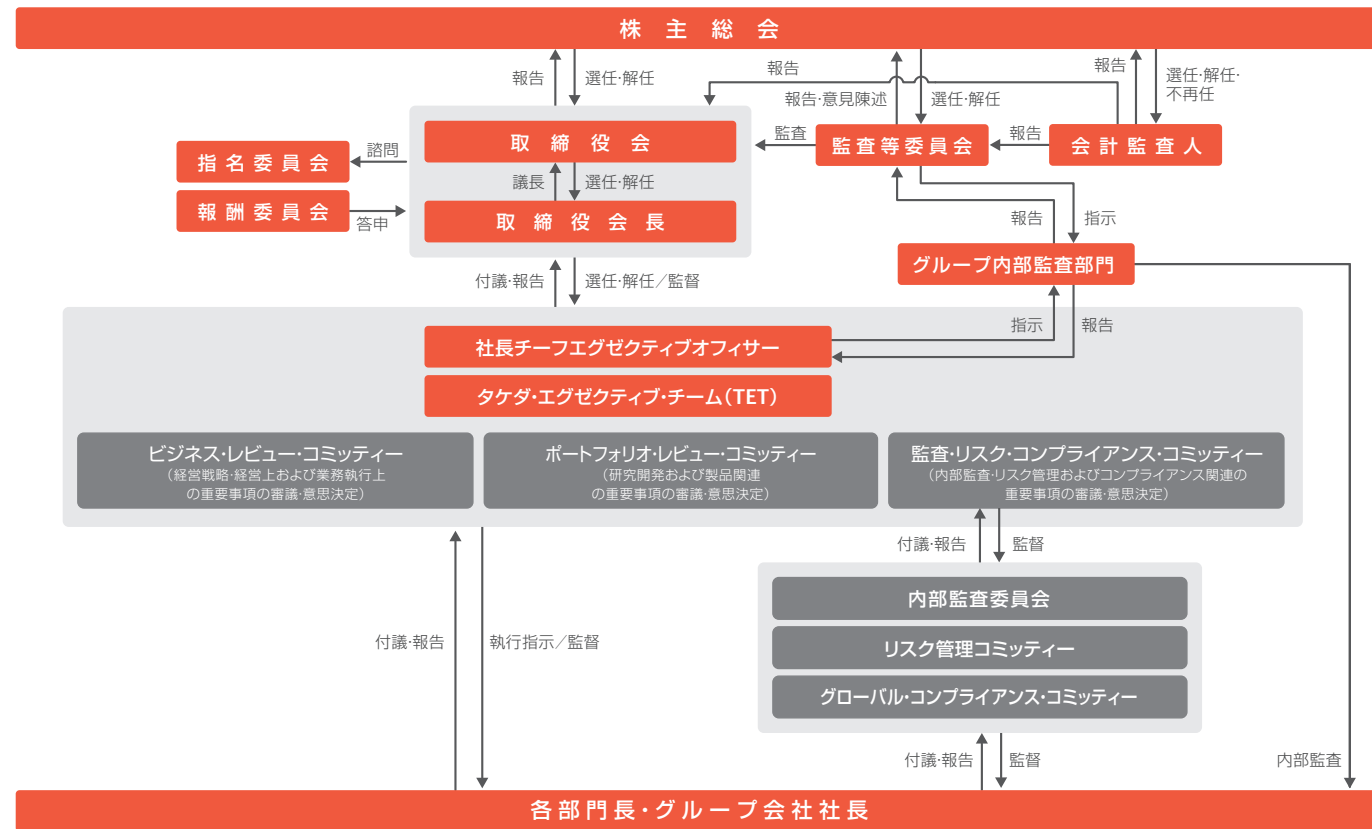 株主総会
報告
選任・解任
報告・意見陳述
選任・解任
報告
報告
選任・解任・
不再任
取締役会
監査
監査等委員会
報告
会計監査人
指名委員会
諮問
議長
選任・解任
報酬委員会
答申
取締役会長
報告
指示
グループ内部監査部門
付議・報告
選任・解任／監督
社長チーフエグゼクティブオフィサー
指示
報告
タケダ・エグゼクティブ・チーム（TET）
ビジネス・レビュー・コミッティー
（経営戦略・経営上および業務執行上
の重要事項の審議・意思決定）
ポートフォリオ・レビュー・コミッティー
（研究開発および製品関連
の重要事項の審議・意思決定）
監査・リスク・コンプライアンス・コミッティー
（内部監査・リスク管理およびコンプライアンス関連の
重要事項の審議・意思決定）
付議・報告
監督
内部監査委員会
リスク管理コミッティー
グローバル・コンプライアンス・コミッティー
付議・報告
執行指示／監督
付議・報告
監督
内部監査
各部門長・グループ会社社長